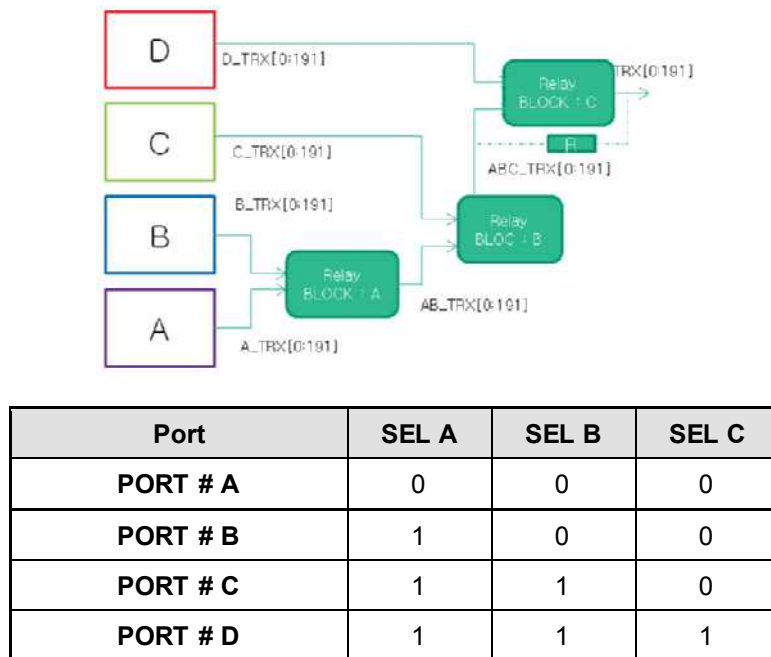 D
D_TRX[0:191]
Relay
BLOCK : C
TRX[0:191]
C
C_TRX[0:191]
R
ABC_TRX[0:191]
B_TRX[0:191]
B
Relay
BLOC : B
Relay
BLOCK : A
AB_TRX[0:191]
A
A_TRX[0:191]
Port SEL A SEL B SEL C
PORT # A 0 0 0
PORT # B 1 0 0
PORT # C 1 1 0
PORT # D 1 1 1